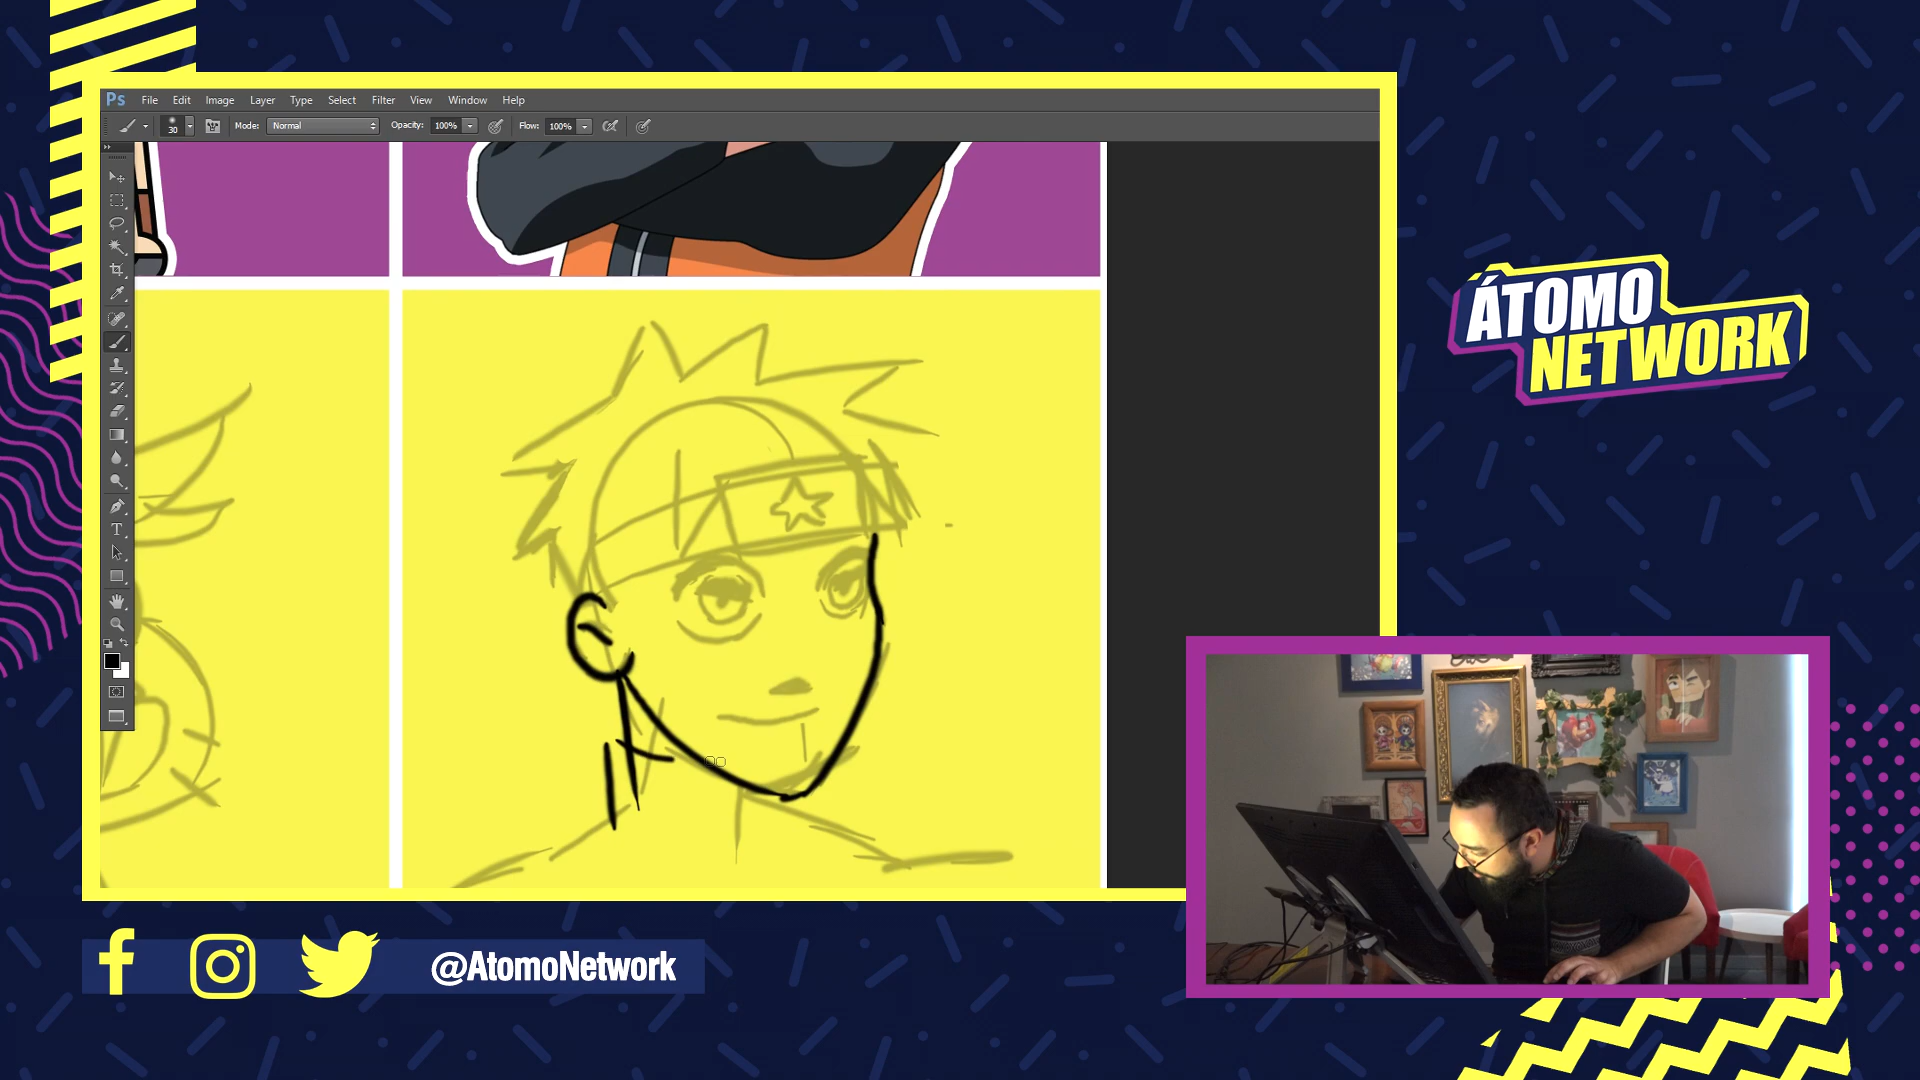 Ps File Edit Image Layer Type Select Filter View Window Help
30 Mode: Normal Opacity: 100% Flow: 100%
T
ÁTOMO
NETWORK
@AtomoNetwork